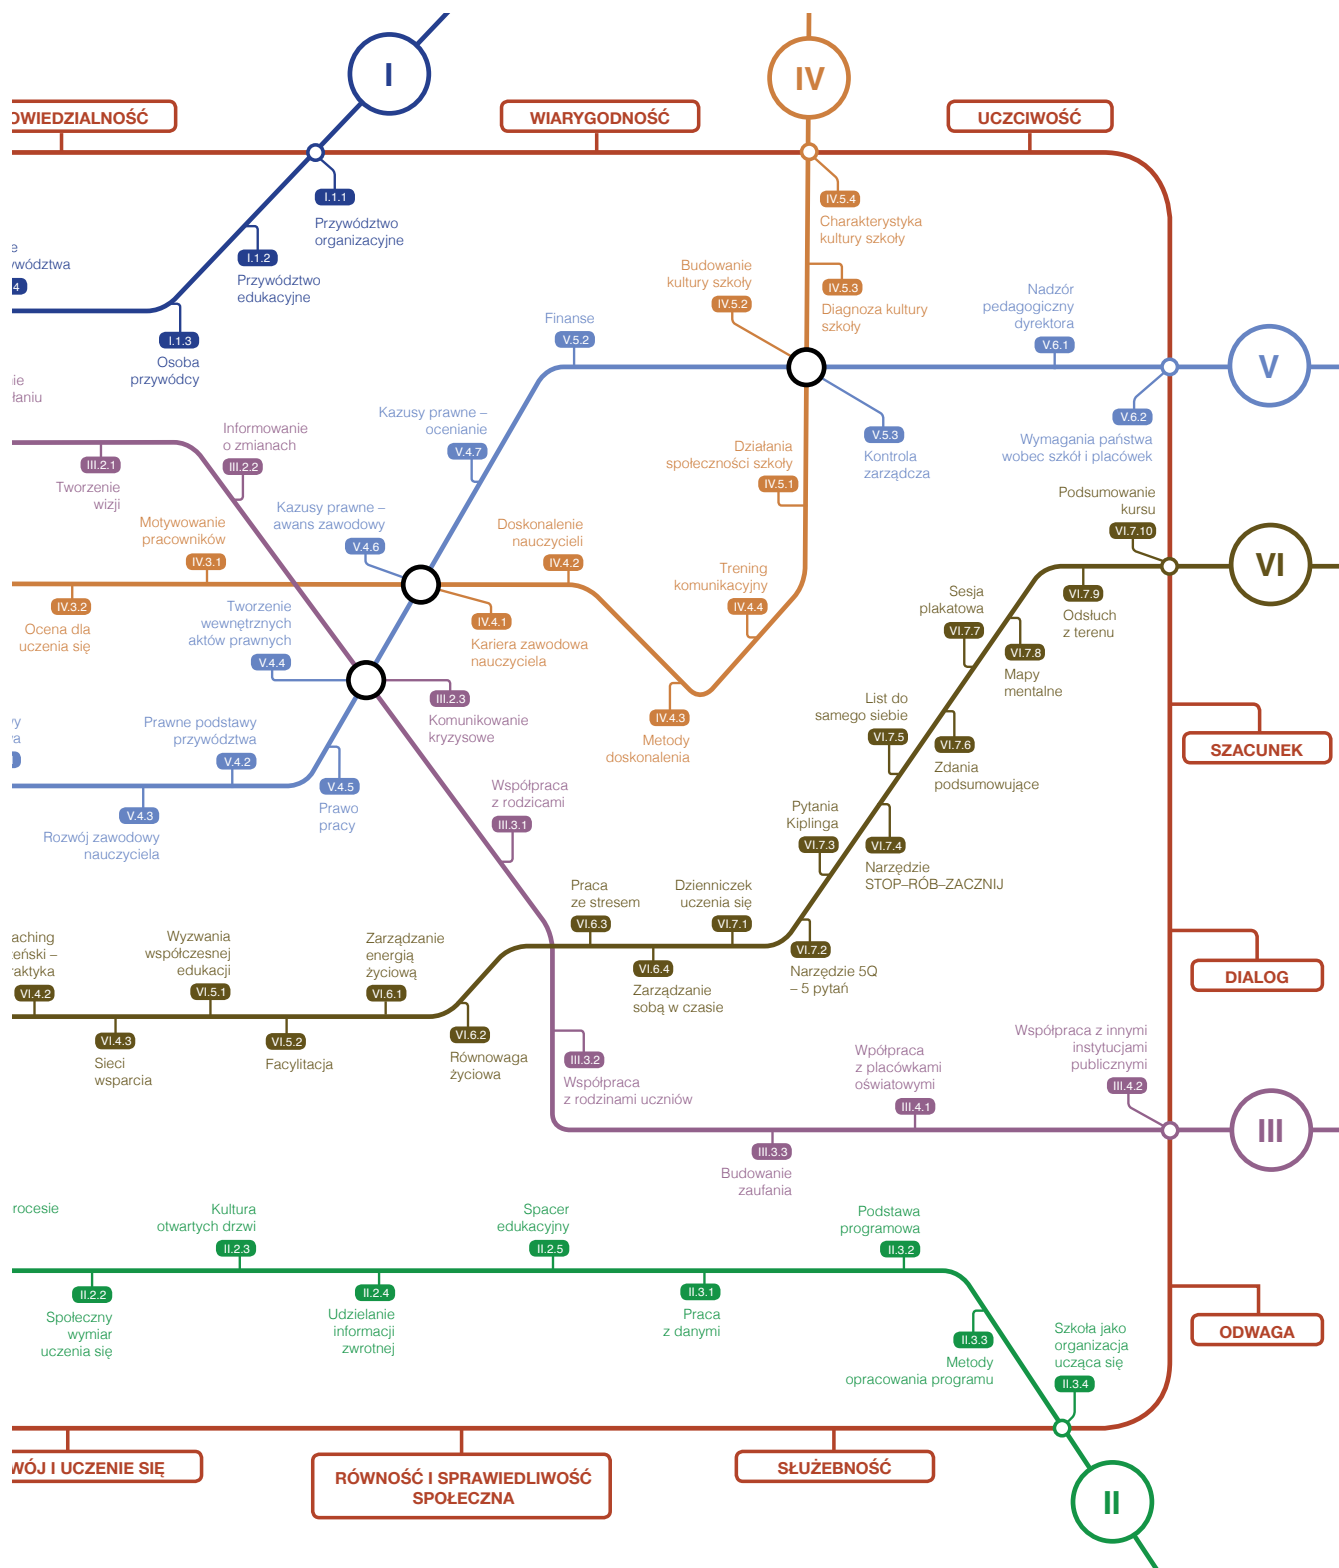 I
IV
OWIEDZIALNOŚĆ
WIARYGODNOŚĆ
UCZCIWOŚĆ
I.1.1
Przywództwo
organizacyjne
I.1.2
Przywództwo
edukacyjne
I.1.3
Osoba
przywódcy
e
ywództwa
4
IV.5.4
Charakterystyka
kultury szkoły
IV.5.3
Diagnoza kultury
szkoły
Budowanie
kultury szkoły
IV.5.2
Nadzór
pedagogiczny
dyrektora
V.6.1
Finanse
V.5.2
V
V.6.2
Wymagania państwa
wobec szkół i placówek
V.5.3
Kontrola
zarządcza
ie
łaniu
III.2.1
Tworzenie
wizji
Informowanie
o zmianach
III.2.2
Kazusy prawne –
ocenianie
V.4.7
Kazusy prawne –
awans zawodowy
V.4.6
Działania
społeczności szkoły
IV.5.1
Motywowanie
pracowników
IV.3.1
IV.3.2
Ocena dla
uczenia się
Doskonalenie
nauczycieli
IV.4.2
IV.4.1
Kariera zawodowa
nauczyciela
Trening
komunikacyjny
IV.4.4
IV.4.3
Metody
doskonalenia
Podsumowanie
kursu
VI.7.10
VI
VI.7.9
Odsłuch
z terenu
Sesja
plakatowa
VI.7.7
VI.7.8
Mapy
mentalne
Tworzenie
wewnętrznych
aktów prawnych
V.4.4
III.2.3
Komunikowanie
kryzysowe
List do
samego siebie
VI.7.5
VI.7.6
Zdania
podsumowujące
SZACUNEK
wy
a
Prawne podstawy
przywództwa
V.4.2
V.4.3
Rozwój zawodowy
nauczyciela
V.4.5
Prawo
pracy
Współpraca
z rodzicami
III.3.1
Pytania
Kiplinga
VI.7.3
VI.7.4
Narzędzie
STOP–RÓB–ZACZNIJ
Praca
ze stresem
VI.6.3
Dzienniczek
uczenia się
VI.7.1
VI.7.2
Narzędzie 5Q
– 5 pytań
VI.6.4
Zarządzanie
sobą w czasie
aching
eński –
raktyka
VI.4.2
Wyzwania
współczesnej
edukacji
VI.5.1
Zarządzanie
energią
życiową
VI.6.1
VI.4.3
Sieci
wsparcia
VI.5.2
Facylitacja
VI.6.2
Równowaga
życiowa
DIALOG
III.3.2
Współpraca
z rodzinami uczniów
Wpółpraca
z placówkami
oświatowymi
III.4.1
Współpraca z innymi
instytucjami
publicznymi
III.4.2
III
III.3.3
Budowanie
zaufania
rocesie
Kultura
otwartych drzwi
II.2.3
Spacer
edukacyjny
II.2.5
Podstawa
programowa
II.3.2
II.2.2
Społeczny
wymiar
uczenia się
II.2.4
Udzielanie
informacji
zwrotnej
II.3.1
Praca
z danymi
II.3.3
Metody
opracowania programu
Szkoła jako
organizacja
ucząca się
II.3.4
ODWAGA
WÓJ I UCZENIE SIĘ
RÓWNOŚĆ I SPRAWIEDLIWOŚĆ
SPOŁECZNA
SŁUŻEBNOŚĆ
II